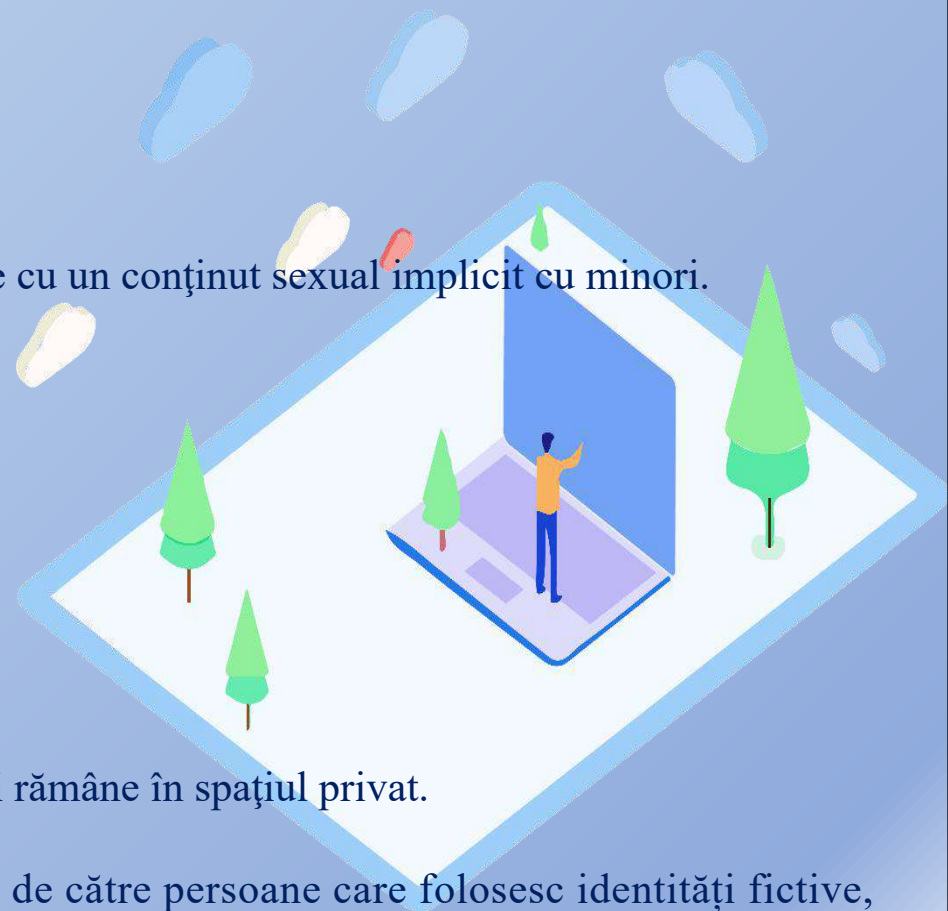 e cu un conţinut sexual implicit cu minori.
i rămâne în spaţiul privat.
de către persoane care folosesc identități fictive,